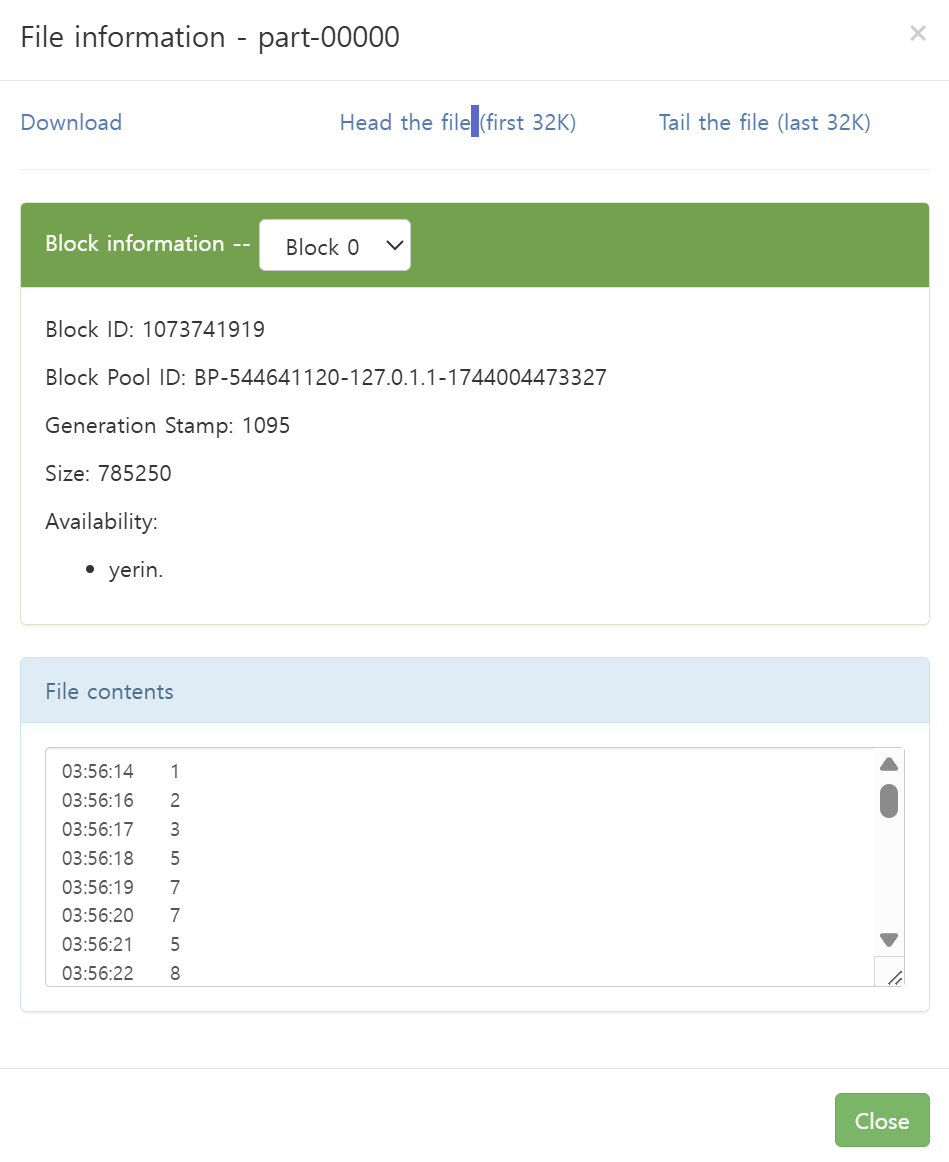 File information - part-00000
×
Download
Head the file (first 32K)
Tail the file (last 32K)
Block information --
Block 0
Block ID: 1073741919
Block Pool ID: BP-544641120-127.0.1.1-1744004473327
Generation Stamp: 1095
Size: 785250
Availability:
• yerin.
File contents
03:56:14 1
03:56:16 2
03:56:17 3
03:56:18 5
03:56:19 7
03:56:20 7
03:56:21 5
03:56:22 8
Close